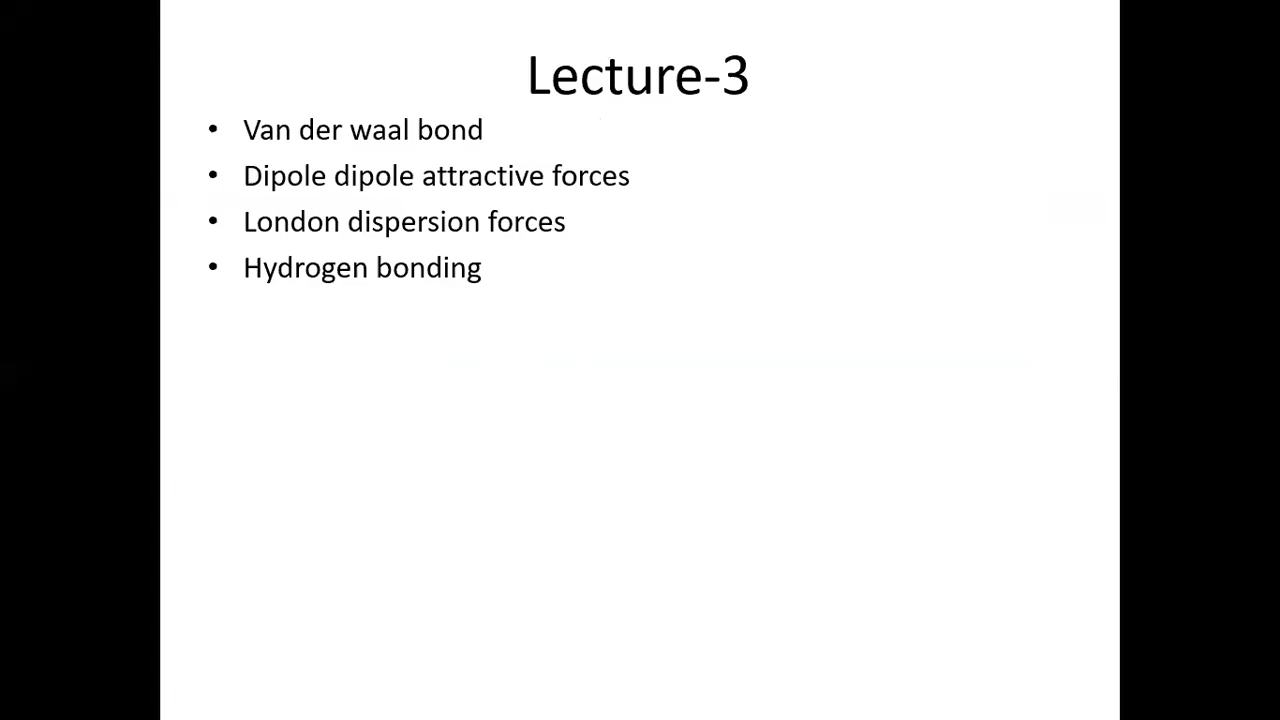 Lecture-3
• Van der waal bond
• Dipole dipole attractive forces
• London dispersion forces
• Hydrogen bonding